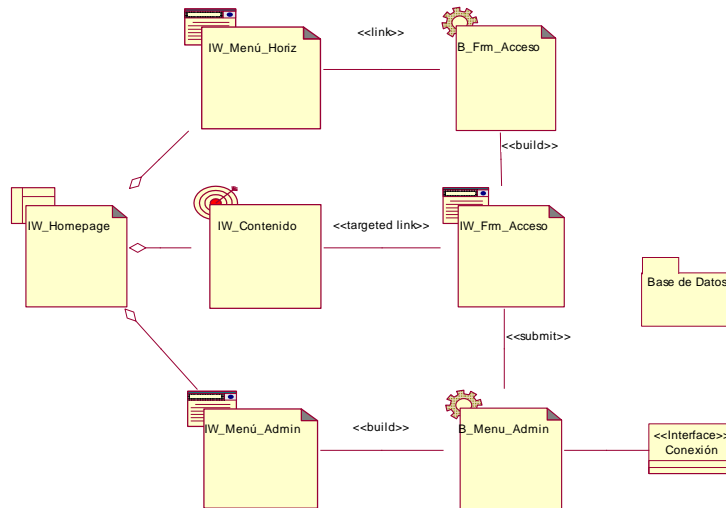 IW_Menú_Horiz
<<link>>
B_Frm_Acceso
<<build>>
IW_Homepage
IW_Contenido
<<targeted link>>
IW_Frm_Acceso
Base de Datos
<<submit>>
IW_Menú_Admin
<<build>>
B_Menu_Admin
<<Interface>>
Conexión